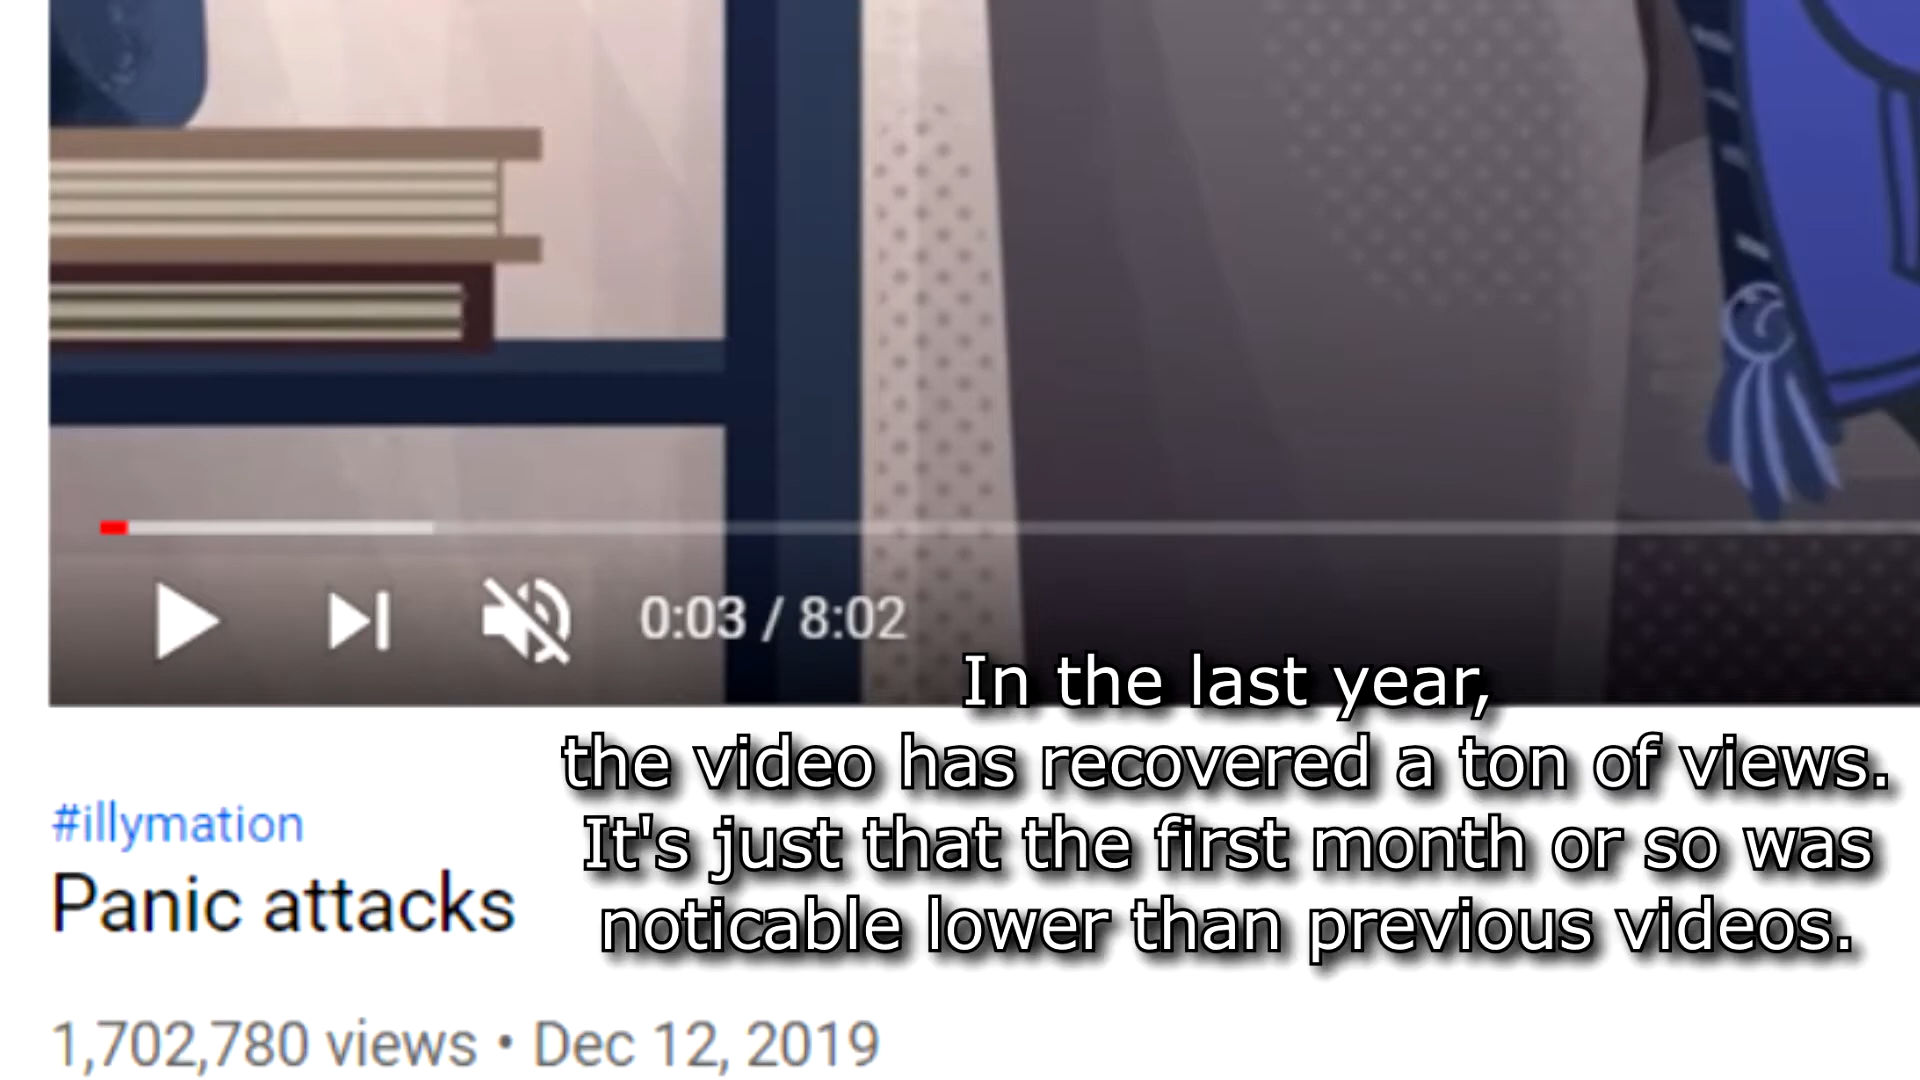 0:03 / 8:02
In the last year,
the video has recovered a ton of views.
It's just that the first month or so was
noticable lower than previous videos.
#illymation
Panic attacks
1,702,780 views • Dec 12, 2019